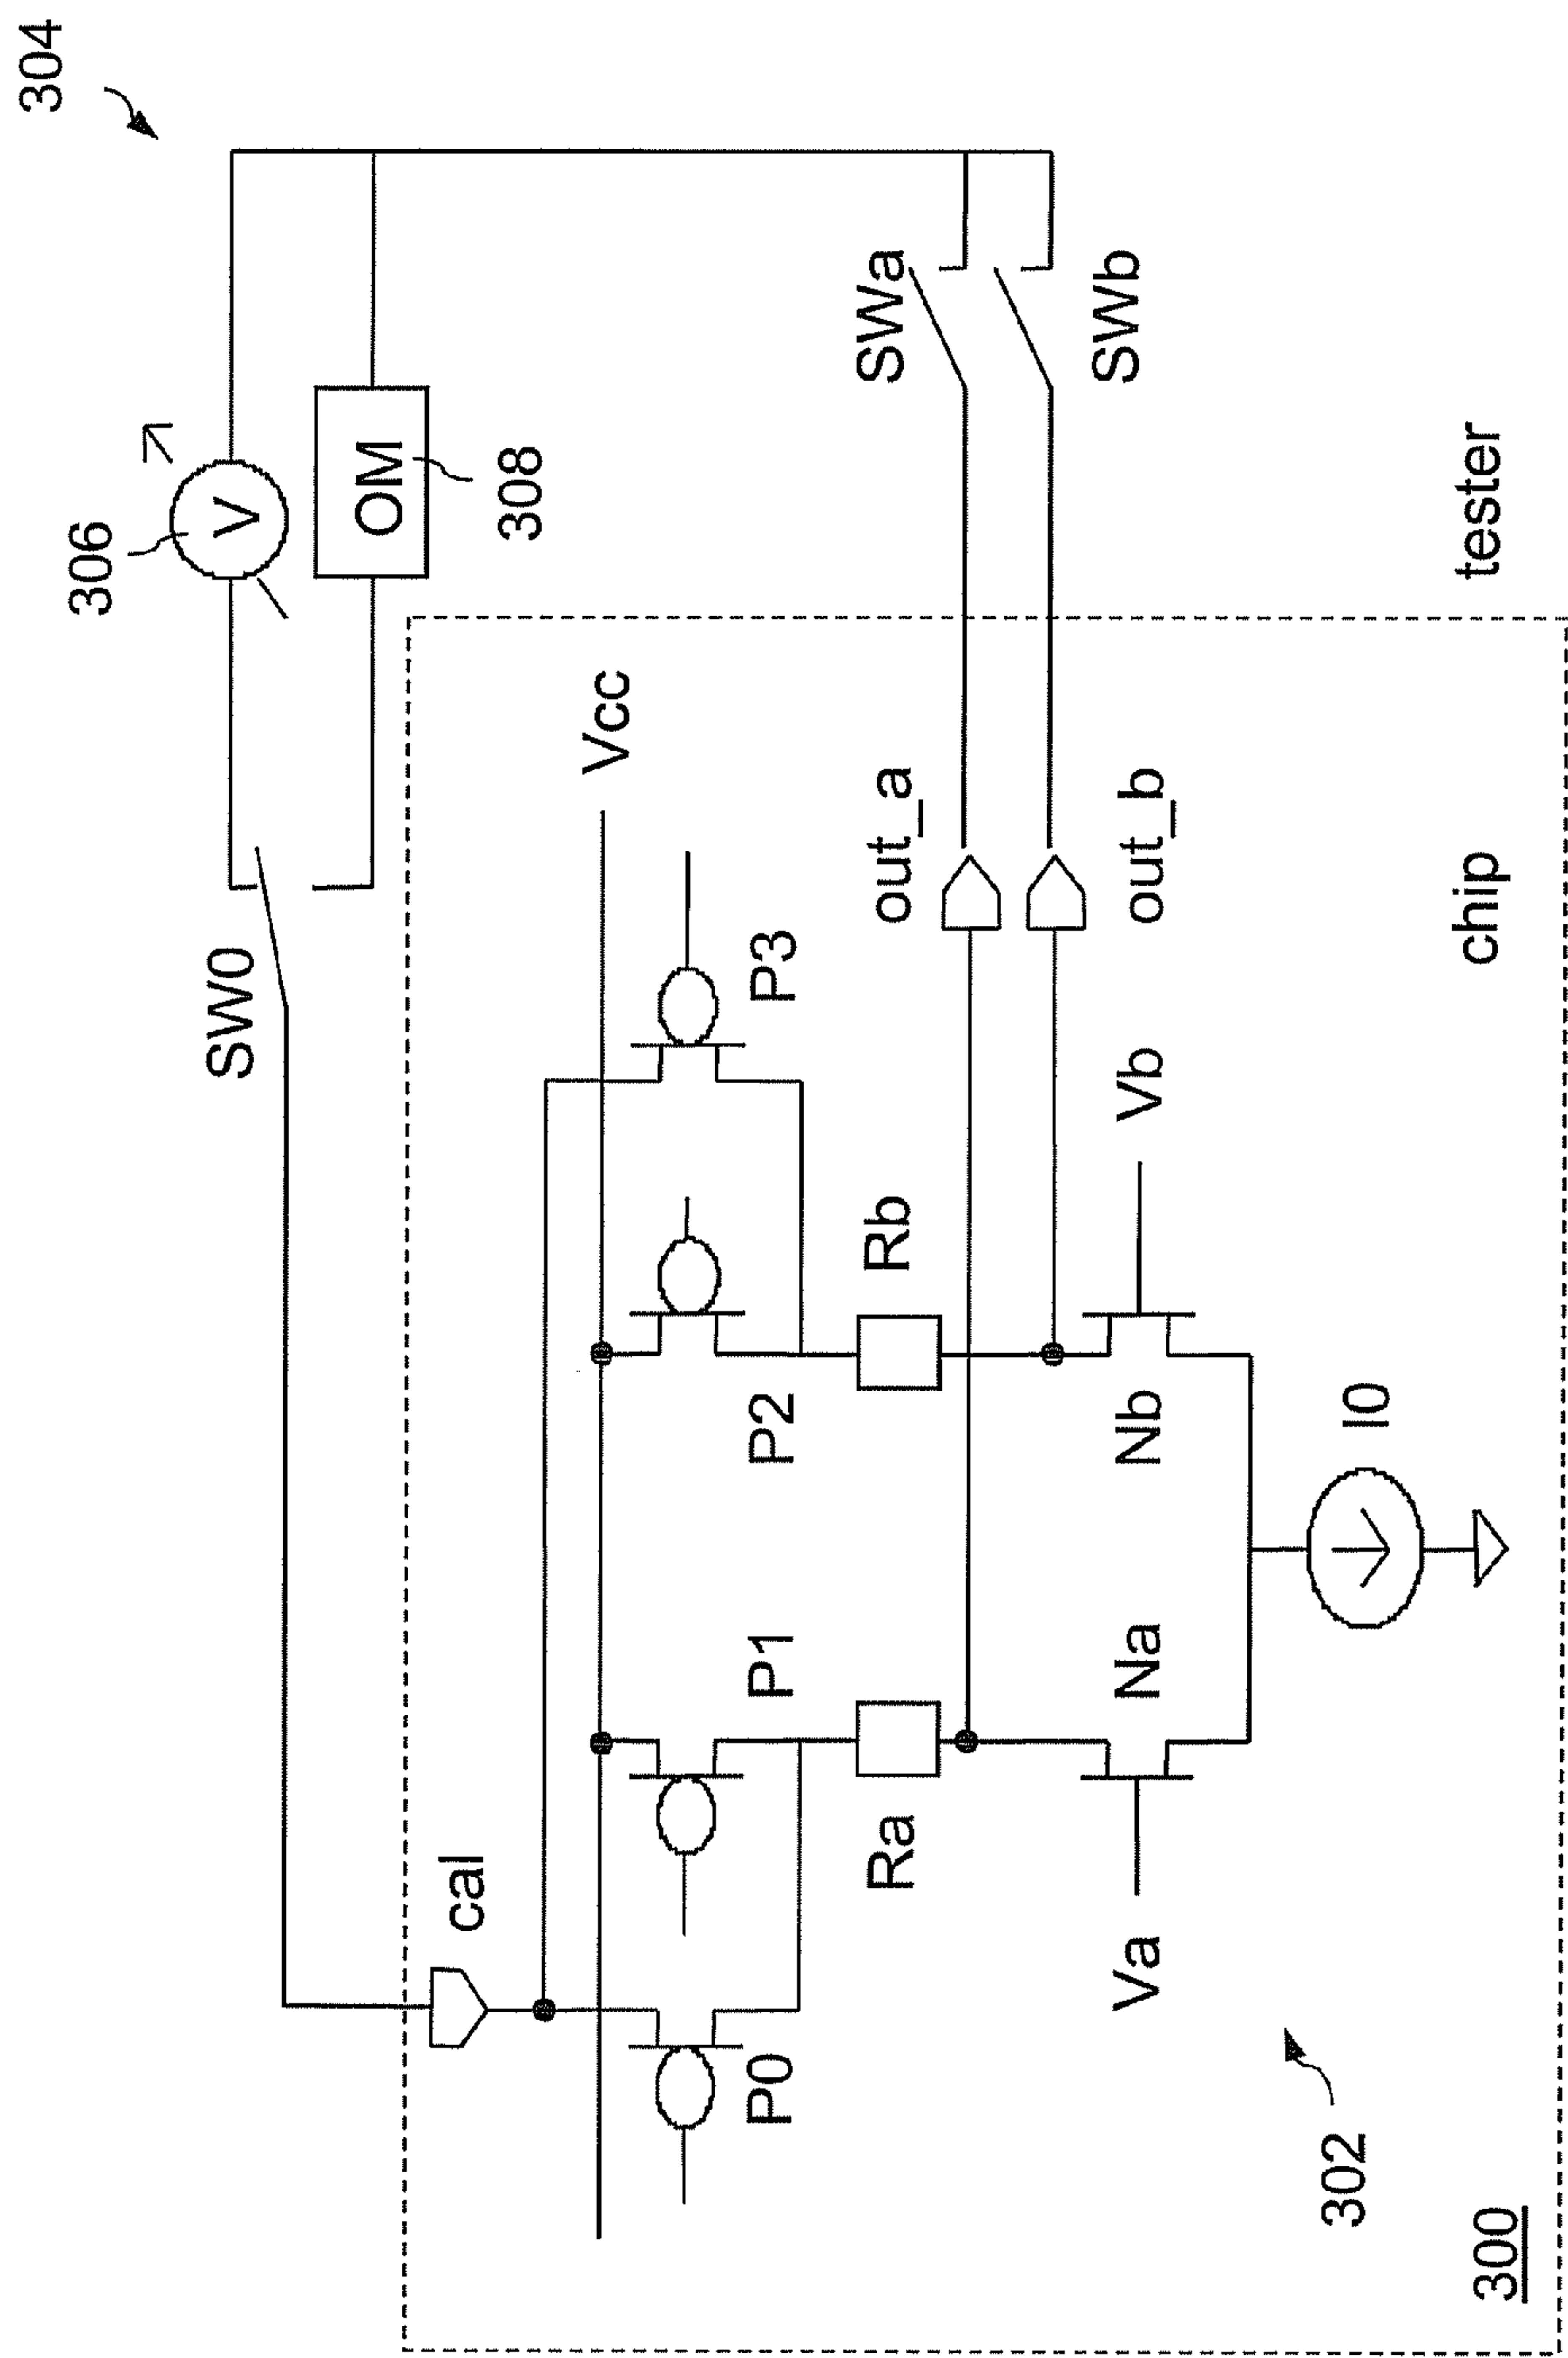 304
306
V
OM
308
SW0
SWa
SWb
tester
cal
Vcc
P0
P1
P2
P3
Ra
Rb
out_a
out_b
Va
Na
Nb
Vb
I0
302
300
chip